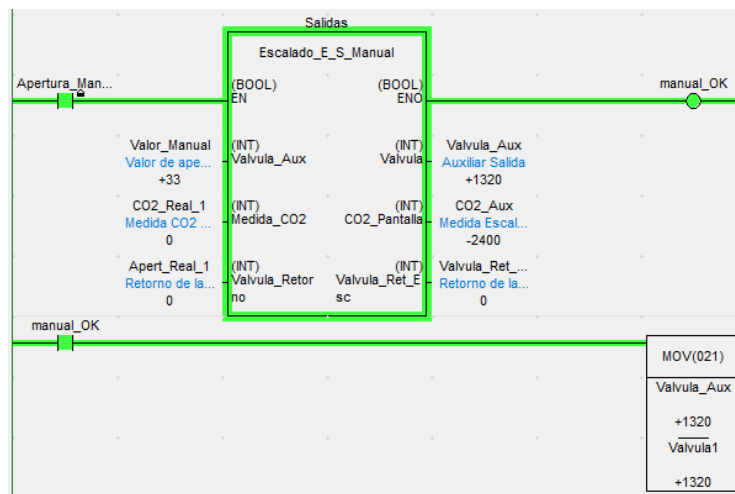 Salidas
Escalado_E_S_Manual
Apertura_Man...
(BOOL)
EN
(BOOL)
ENO
manual_OK
Valor_Manual
Valor de ape...
+33
(INT)
Valvula_Aux
(INT)
Valvula
Valvula_Aux
Auxiliar Salida
+1320
CO2_Real_1
Medida CO2 ...
0
(INT)
Medida_CO2
(INT)
CO2_Pantalla
CO2_Aux
Medida Escal...
-2400
Apert_Real_1
Retorno de la...
0
(INT)
Valvula_Retor
no
(INT)
Valvula_Ret_E
sc
Valvula_Ret_...
Retorno de la...
0
manual_OK
MOV(021)
Valvula_Aux
+1320
Valvula1
+1320